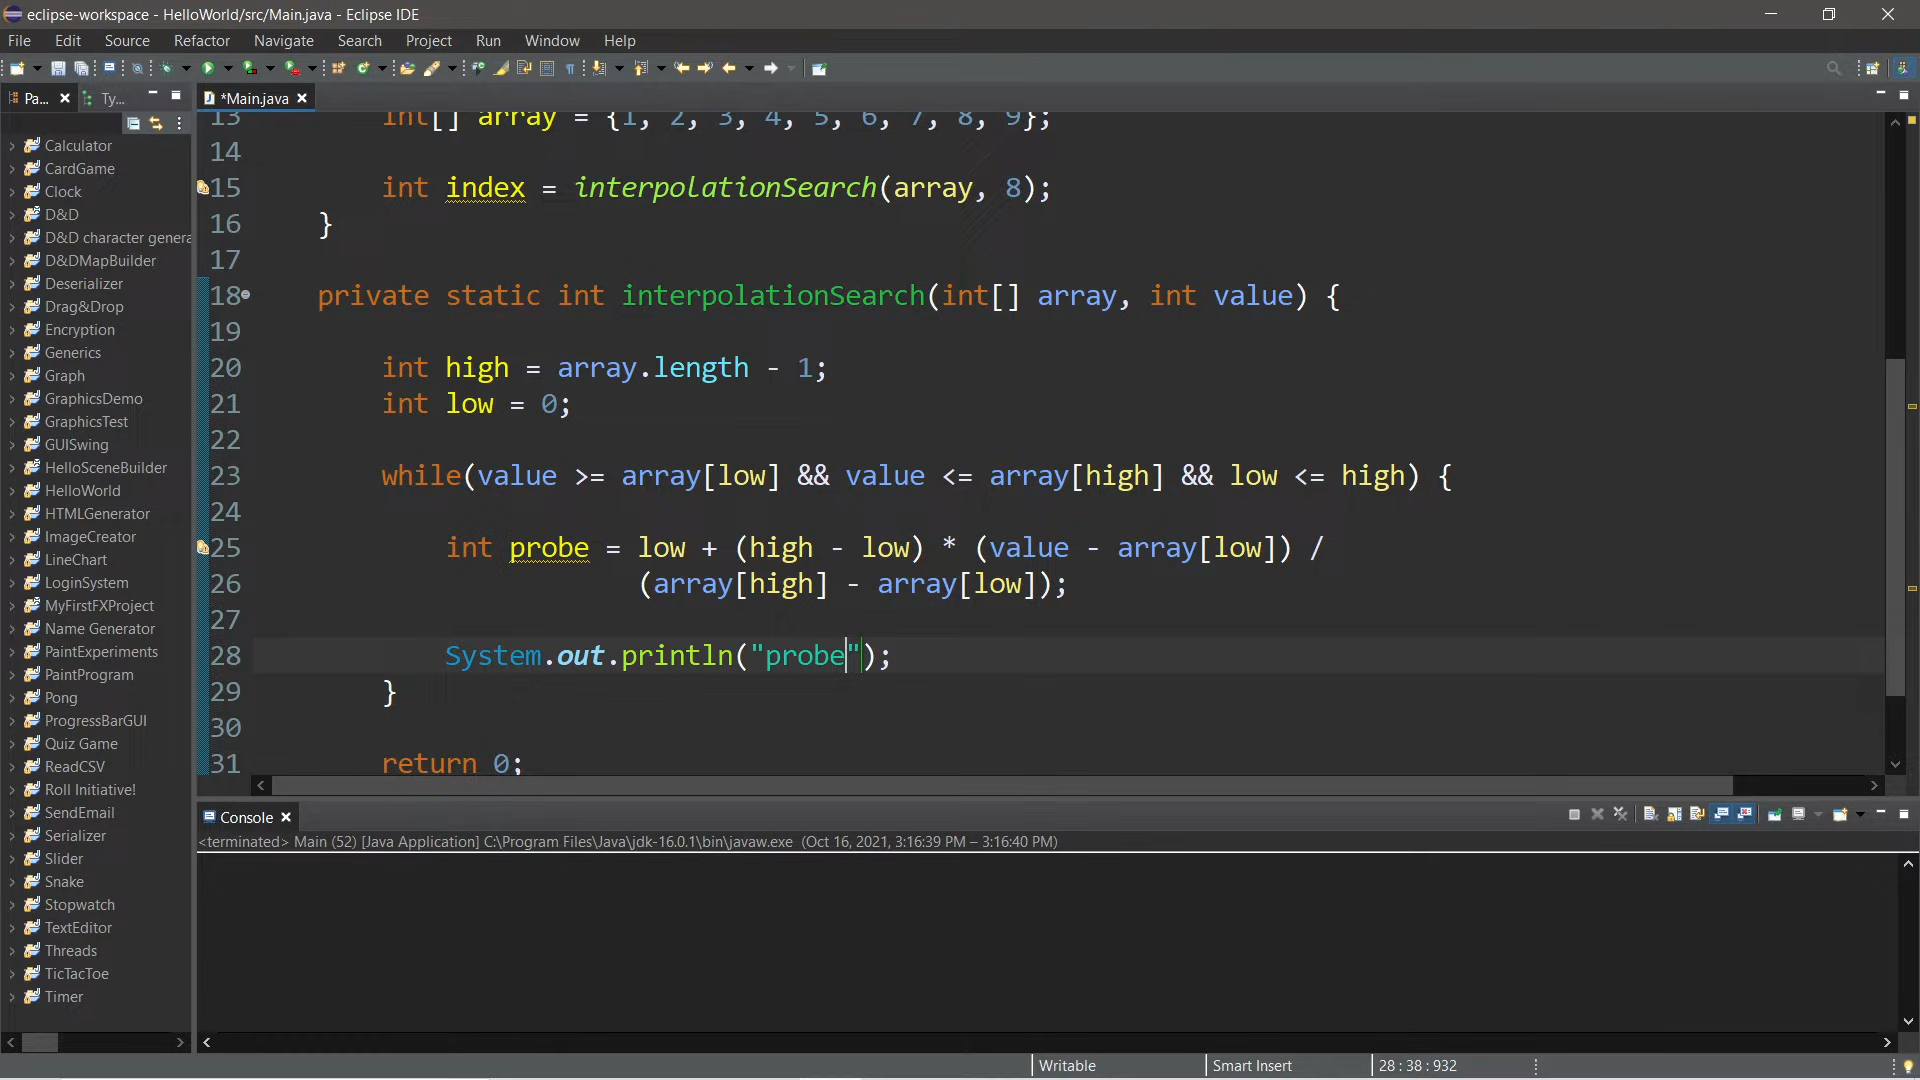 eclipse-workspace - HelloWorld/src/Main.java - Eclipse IDE
File Edit Source Refactor Navigate Search Project Run Window Help
Pa... Ty... *Main.java
Calculator
CardGame
Clock
D&D
D&D character genera
D&DMapBuilder
Deserializer
Drag&Drop
Encryption
Generics
Graph
GraphicsDemo
GraphicsTest
GUISwing
HelloSceneBuilder
HelloWorld
HTMLGenerator
ImageCreator
LineChart
LoginSystem
MyFirstFXProject
Name Generator
PaintExperiments
PaintProgram
Pong
ProgressBarGUI
Quiz Game
ReadCSV
Roll Initiative!
SendEmail
Serializer
Slider
Snake
Stopwatch
TextEditor
Threads
TicTacToe
Timer
13 int[] array = {1, 2, 3, 4, 5, 6, 7, 8, 9};
14
15 int index = interpolationSearch(array, 8);
16 }
17
18 private static int interpolationSearch(int[] array, int value) {
19
20 int high = array.length - 1;
21 int low = 0;
22
23 while(value >= array[low] && value <= array[high] && low <= high) {
24
25 int probe = low + (high - low) * (value - array[low]) /
26 (array[high] - array[low]);
27
28 System.out.println("probe");
29 }
30
31 return 0;
Console
<terminated> Main (52) [Java Application] C:\Program Files\Java\jdk-16.0.1\bin\javaw.exe (Oct 16, 2021, 3:16:39 PM – 3:16:40 PM)
Writable Smart Insert 28 : 38 : 932